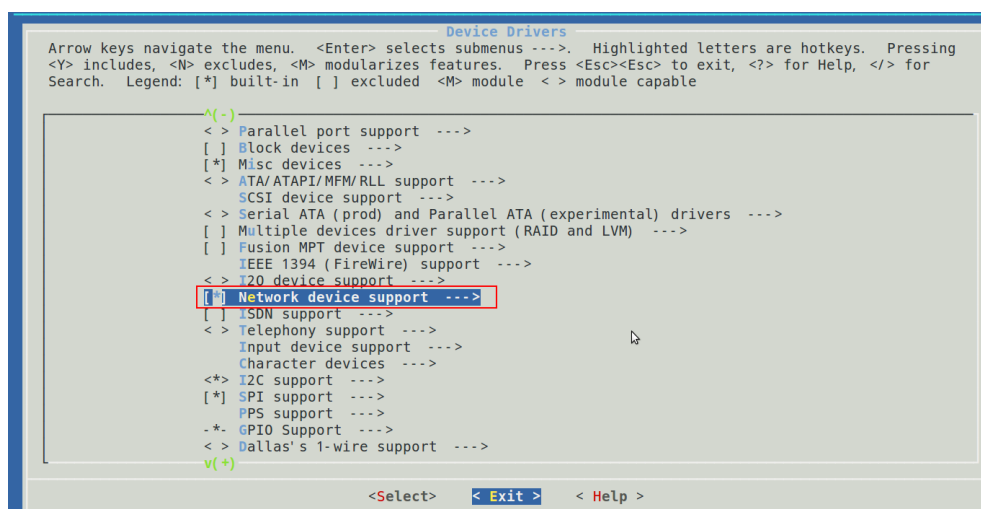 Device Drivers
Arrow keys navigate the menu. <Enter> selects submenus --->. Highlighted letters are hotkeys. Pressing
<Y> includes, <N> excludes, <M> modularizes features. Press <Esc><Esc> to exit, <?> for Help, </> for
Search. Legend: [*] built-in [ ] excluded <M> module < > module capable
^(-)
< > Parallel port support --->
[ ] Block devices --->
[*] Misc devices --->
< > ATA/ATAPI/MFM/RLL support --->
SCSI device support --->
< > Serial ATA (prod) and Parallel ATA (experimental) drivers --->
[ ] Multiple devices driver support (RAID and LVM) --->
[ ] Fusion MPT device support --->
IEEE 1394 (FireWire) support --->
< > I2O device support --->
[*] Network device support --->
[ ] ISDN support --->
< > Telephony support --->
Input device support --->
Character devices --->
<*> I2C support --->
[*] SPI support --->
PPS support --->
-*- GPIO Support --->
< > Dallas's 1-wire support --->
v(+)
<Select> < Exit > < Help >